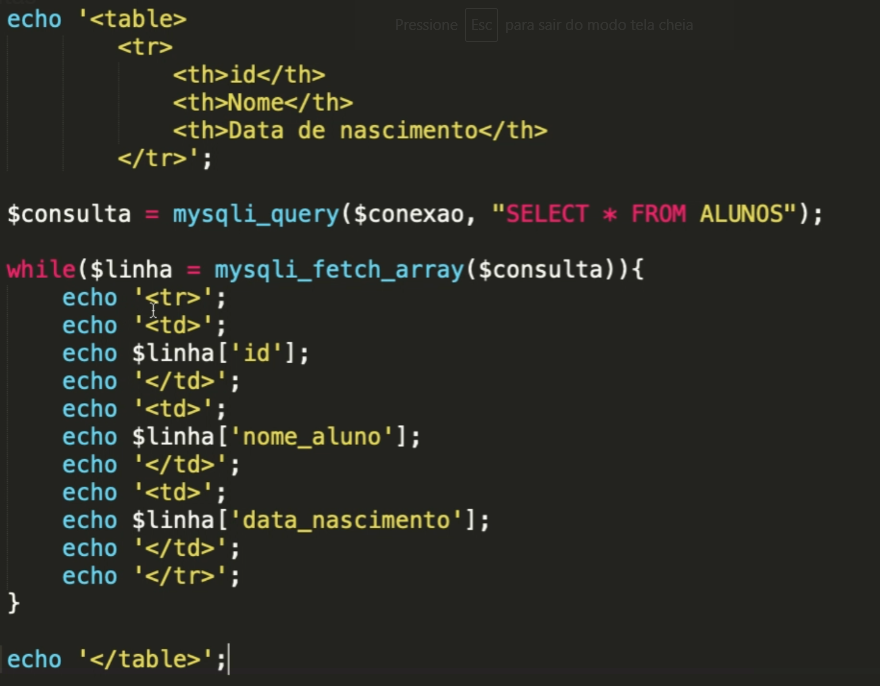 Pressione Esc para sair do modo tela cheia
echo '<table>
<tr>
<th>id</th>
<th>Nome</th>
<th>Data de nascimento</th>
</tr>';
$consulta = mysqli_query($conexao, "SELECT * FROM ALUNOS");
while($linha = mysqli_fetch_array($consulta)){
echo '<tr>';
echo '<td>';
echo $linha['id'];
echo '</td>';
echo '<td>';
echo $linha['nome_aluno'];
echo '</td>';
echo '<td>';
echo $linha['data_nascimento'];
echo '</td>';
echo '</tr>';
}
echo '</table>';